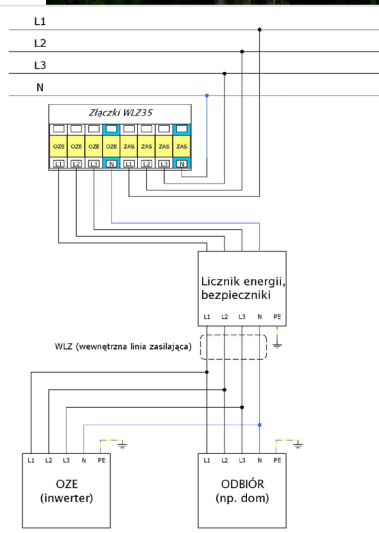 L1
L2
L3
N
Złączki WLZ35
OZE OZE OZE OZE ZAS ZAS ZAS ZAS
L1 L2 L3 N L1 L2 L3 N
Licznik energii,
bezpieczniki
L1 L2 L3 N PE
WLZ (wewnętrzna linia zasilająca)
L1 L2 L3 N PE
OZE
(inwerter)
L1 L2 L3 N PE
ODBIÓR
(np. dom)